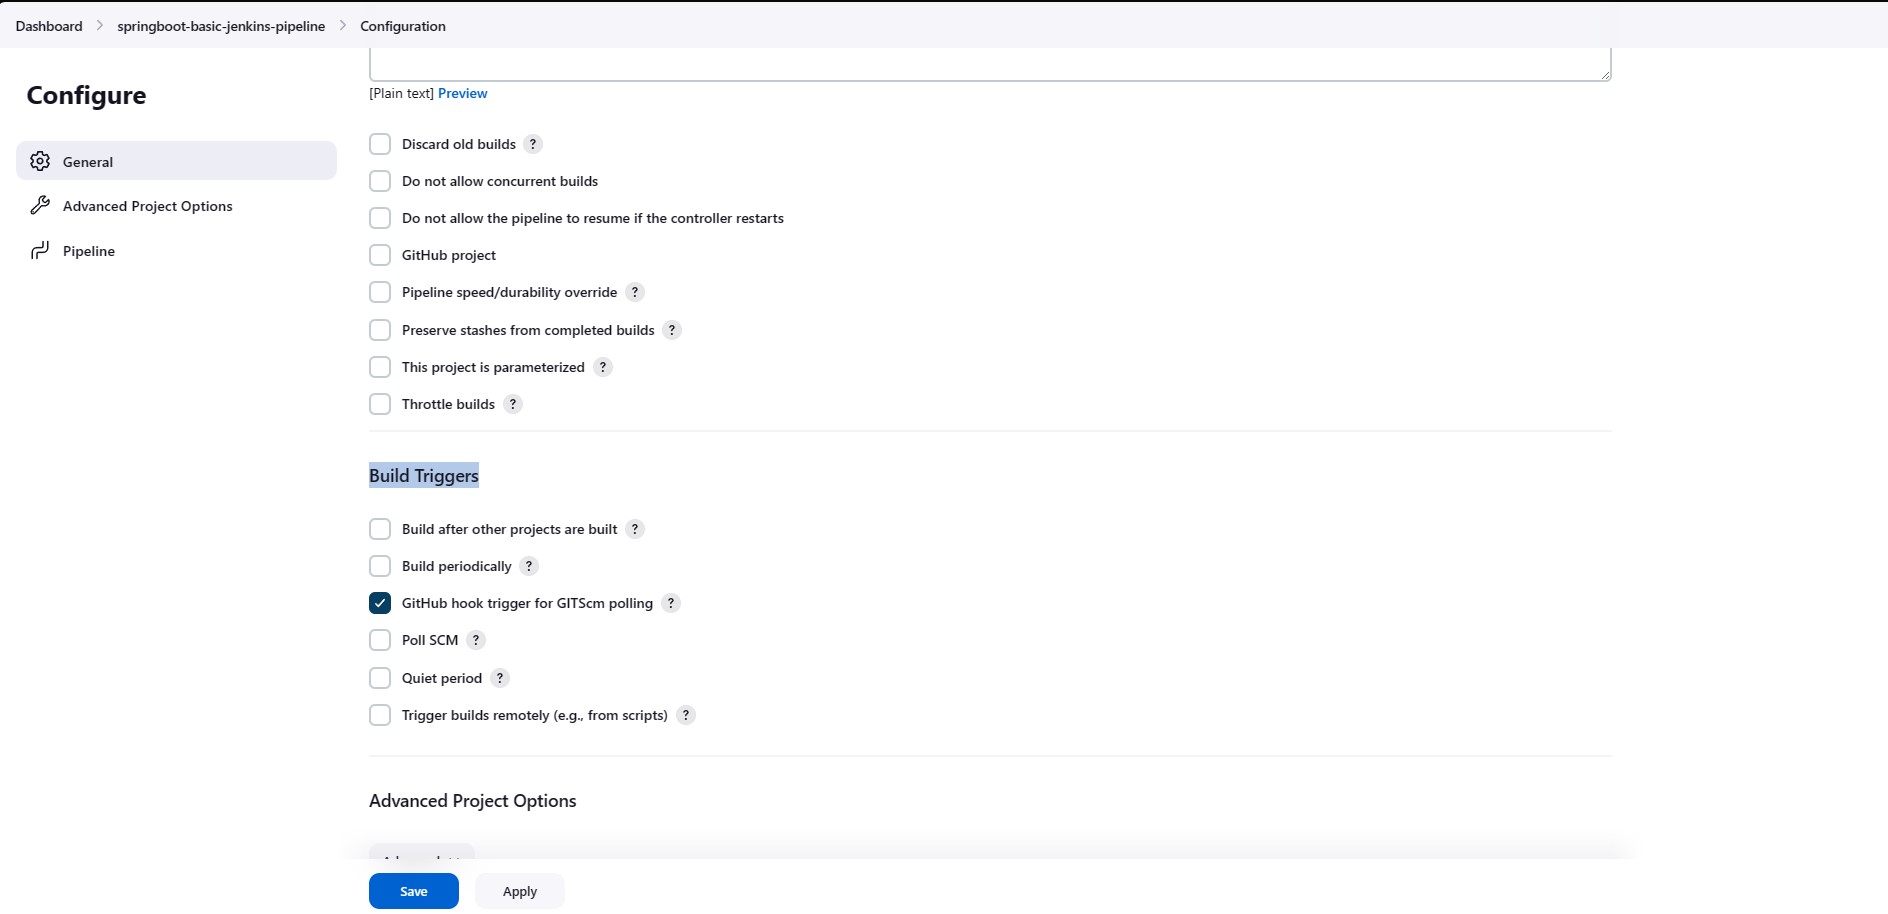 Dashboard > springboot-basic-jenkins-pipeline > Configuration
Configure
General
Advanced Project Options
Pipeline
[Plain text] Preview
Discard old builds ?
Do not allow concurrent builds
Do not allow the pipeline to resume if the controller restarts
GitHub project
Pipeline speed/durability override ?
Preserve stashes from completed builds ?
This project is parameterized ?
Throttle builds ?
Build Triggers
Build after other projects are built ?
Build periodically ?
GitHub hook trigger for GITScm polling ?
Poll SCM ?
Quiet period ?
Trigger builds remotely (e.g., from scripts) ?
Advanced Project Options
Save
Apply